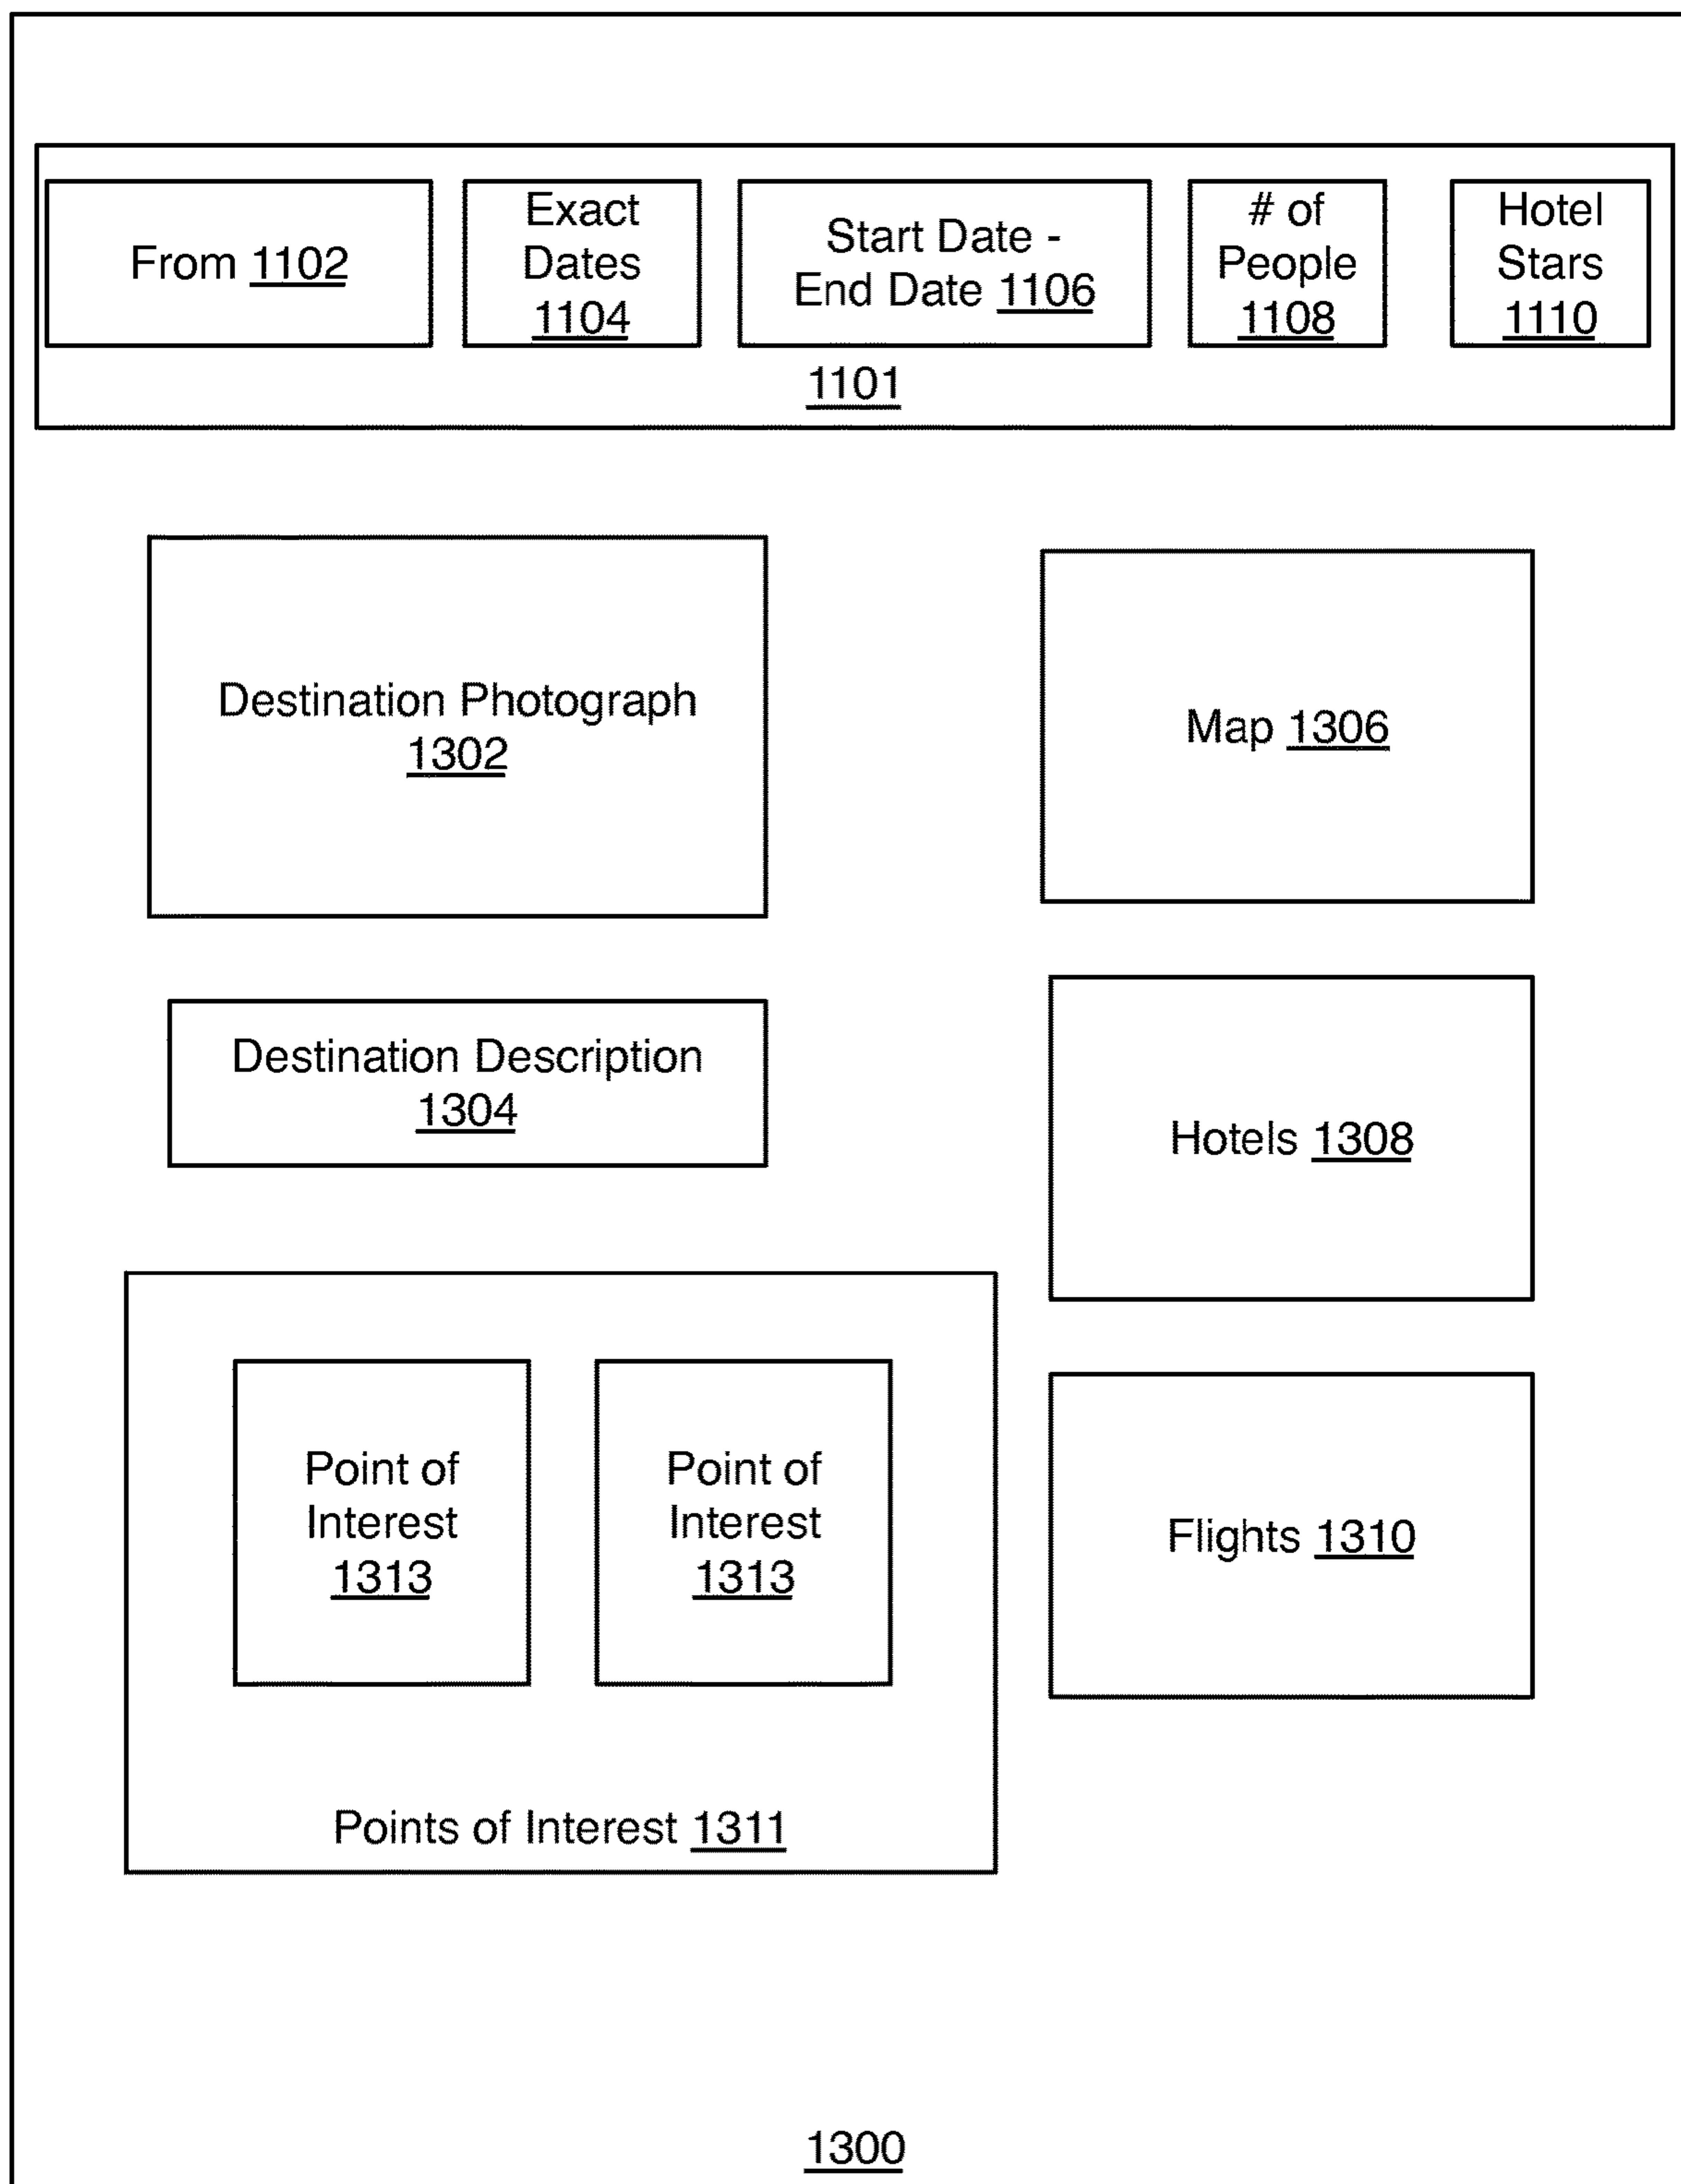 From 1102
Exact
Dates
1104
Start Date -
End Date 1106
# of
People
1108
Hotel
Stars
1110
1101
Destination Photograph
1302
Map 1306
Destination Description
1304
Hotels 1308
Point of
Interest
1313
Point of
Interest
1313
Flights 1310
Points of Interest 1311
1300